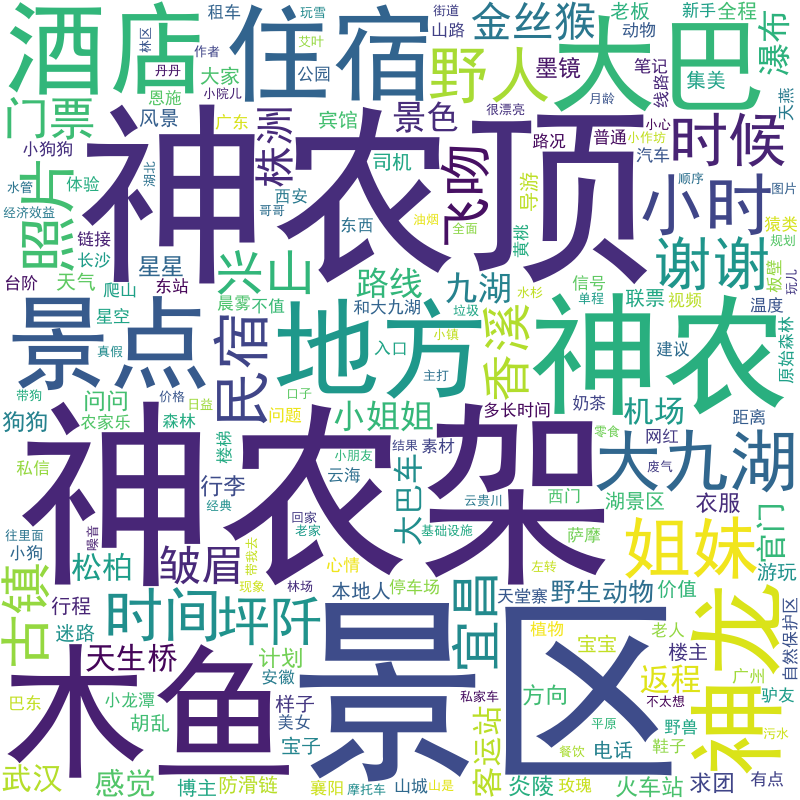 酒店
住宿
大巴
神农顶
神农架
神农
景区
景点
地方
木鱼
神龙
大九湖
姐妹
谢谢
小时
时候
野人
金丝猴
瀑布
门票
照片
株洲
景色
飞吻
墨镜
兴山
路线
九湖
香溪
民宿
古镇
时间
坪阡
宜昌
官门
皱眉
松柏
天生桥
小姐姐
大巴车
机场
返程
客运站
武汉
感觉
野生动物
租车
玩雪
街道
山路
老板
新手
全程
动物
笔记
集美
线路
天燕
林区
作者
艾叶
丹丹
大家
公园
恩施
小院儿
风景
广东
宾馆
很漂亮
月龄
小心
路况
普通
小作坊
汽车
小狗狗
水管
体验
湖北
司机
西安
哥哥
东西
导游
油烟
全面
黄桃
顺序
图片
猿类
规划
板壁
玩儿
经济效益
链接
长沙
星星
台阶
天气
爬山
东站
晨雾
不值
信号
单程
联票
视频
温度
星空
和大九湖
垃圾
水杉
真假
入口
小镇
建议
原始森林
带狗
价格
日益
口子
主打
问问
狗狗
农家乐
森林
楼梯
问题
多长时间
奶茶
距离
私信
行李
小朋友
结果
素材
零食
网红
云海
废气
往里面
小狗
噪音
经典
回家
老家
云贵川
基础设施
西门
湖景区
萨摩
衣服
带我去
现象
心情
林场
左转
本地人
停车场
天堂寨
价值
游玩
行程
迷路
计划
安徽
植物
宝宝
老人
楼主
自然保护区
巴东
小龙潭
样子
胡乱
美女
私家车
方向
不太想
广州
驴友
宝子
平原
野兽
污水
博主
防滑链
襄阳
摩托车
山城
山是
炎陵
餐饮
玫瑰
电话
鞋子
火车站
求团
有点